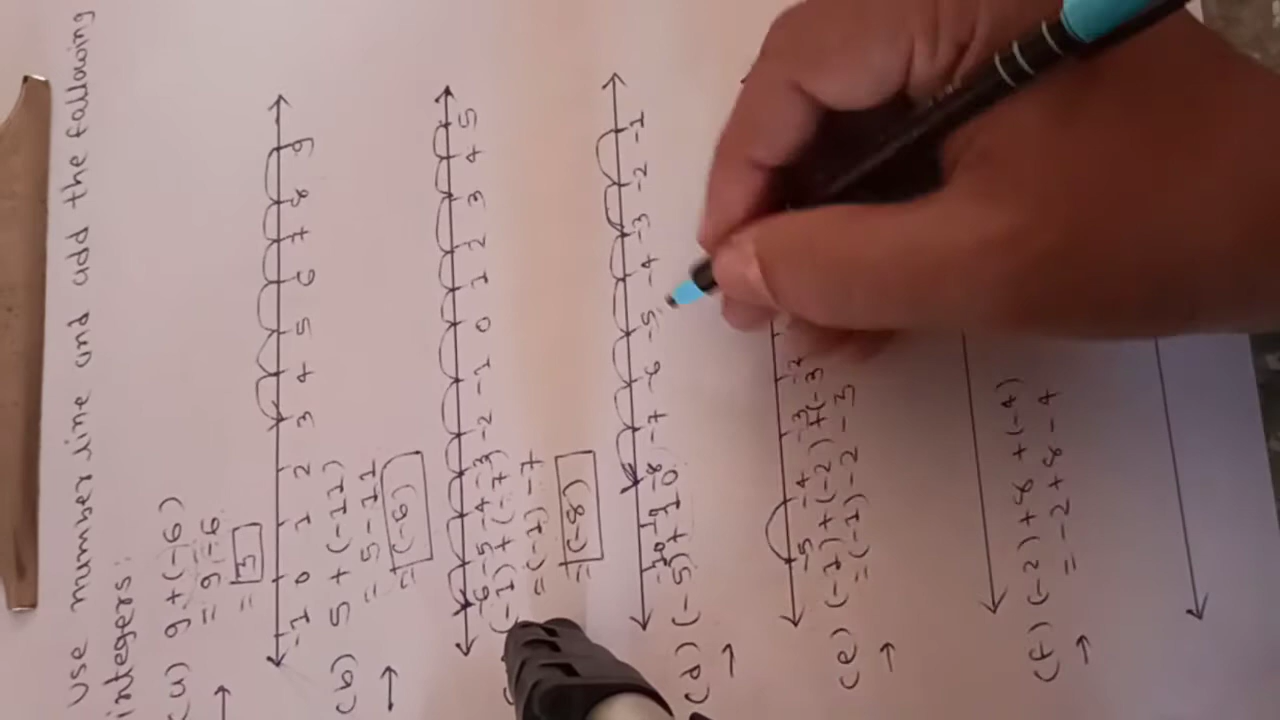 Use number line and add the following
integers:
(a) 9+(-6)
→ = 9-6
= 3
-1 0 1 2 3 4 5 6 7 8 9
(b) 5 + (-11)
→ = 5-11
= (-6)
-6 -5 -4 -3 -2 -1 0 1 2 3 4 5
(-1) + (-7)
= (-1) -7
= (-8)
-10 -9 -8 -7 -6 -5 -4 -3 -2 -1
(d) (-5) + 10
→
-5 -4 -3 -2
(e) (-1) + (-2) + (-3
→ = (-1) -2 -3
(f) (-2) + 8 + (-4)
→ = -2 + 8 - 4